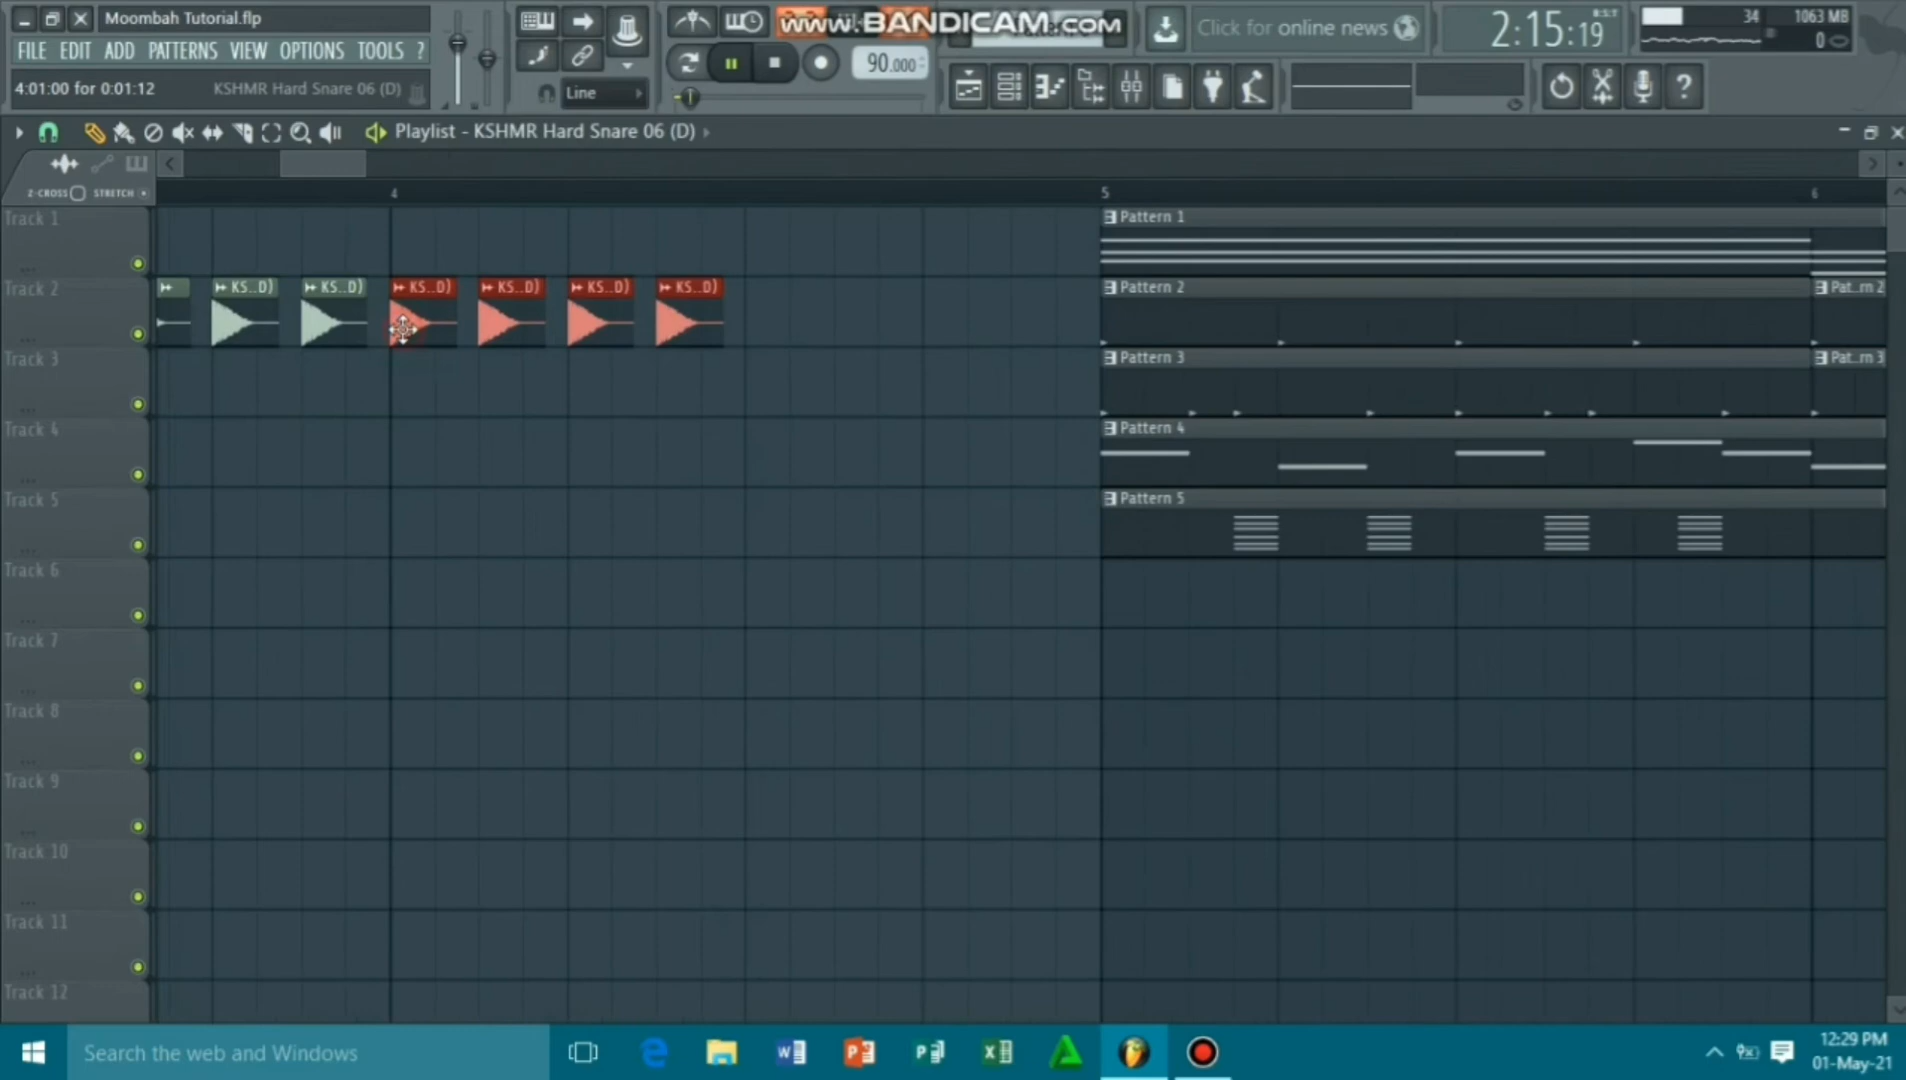 Moombah Tutorial.flp
www.BANDICAM.com
FILE EDIT ADD PATTERNS VIEW OPTIONS TOOLS ?
4:01:00 for 0:01:12 KSHMR Hard Snare 06 (D)
Line
90.000
Click for online news
2:15:19
B:S:T
34 1063 MB
0
Playlist - KSHMR Hard Snare 06 (D)
Z-CROSS STRETCH
4 5 6
Track 1
Pattern 1
Track 2
KS..D) KS..D) KS..D) KS..D) KS..D) KS..D)
Pattern 2 Pat..rn 2
Track 3
Pattern 3 Pat..rn 3
Track 4
Pattern 4
Track 5
Pattern 5
Track 6
Track 7
Track 8
Track 9
Track 10
Track 11
Track 12
Search the web and Windows
12:29 PM
01-May-21